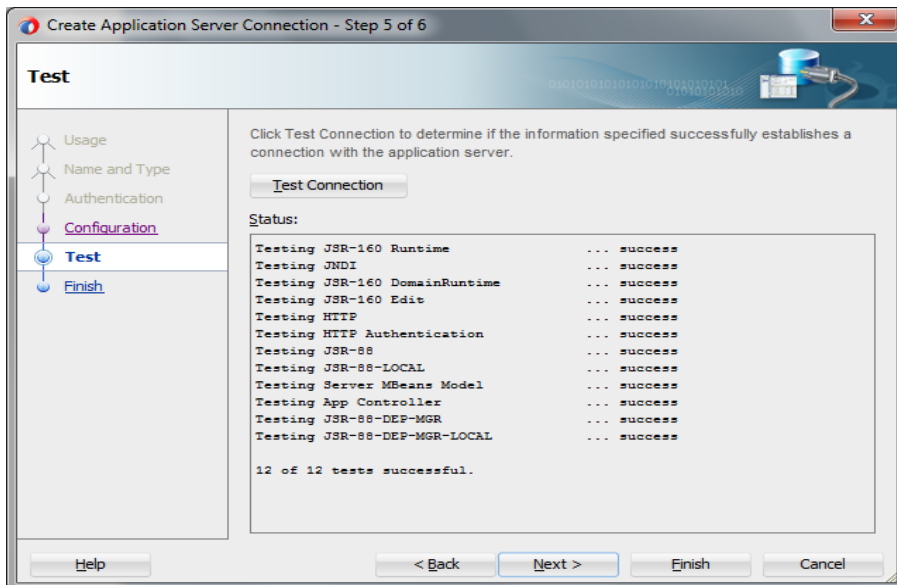 Create Application Server Connection - Step 5 of 6
Test
Usage
Name and Type
Authentication
Configuration
Test
Finish
Click Test Connection to determine if the information specified successfully establishes a
connection with the application server.
Test Connection
Status:
Testing JSR-160 Runtime ... success
Testing JNDI ... success
Testing JSR-160 DomainRuntime ... success
Testing JSR-160 Edit ... success
Testing HTTP ... success
Testing HTTP Authentication ... success
Testing JSR-88 ... success
Testing JSR-88-LOCAL ... success
Testing Server MBeans Model ... success
Testing App Controller ... success
Testing JSR-88-DEP-MGR ... success
Testing JSR-88-DEP-MGR-LOCAL ... success
12 of 12 tests successful.
Help
< Back
Next >
Finish
Cancel